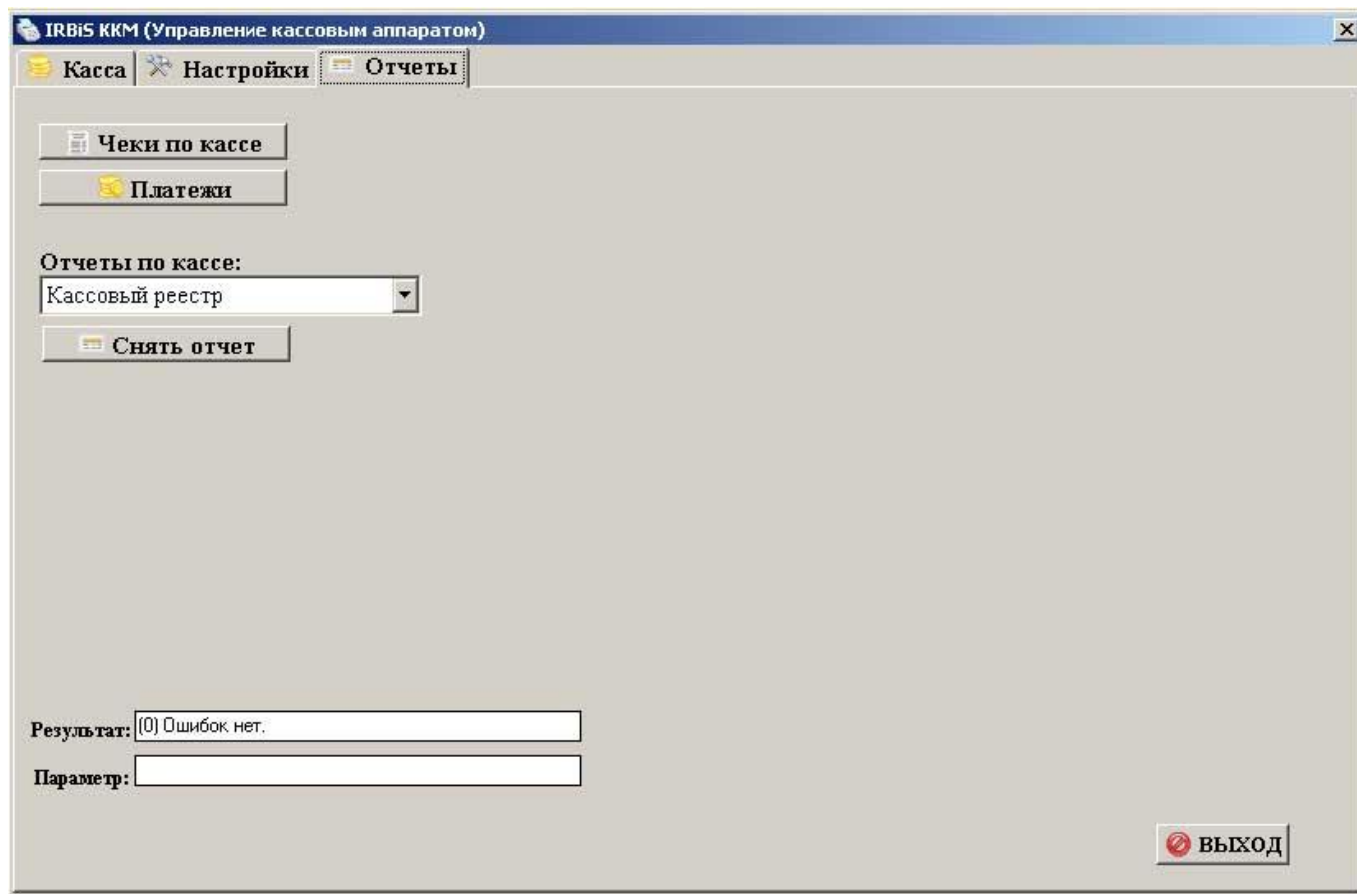 IRBiS ККМ (Управление кассовым аппаратом)
Касса Настройки Отчеты
Чеки по кассе
Платежи
Отчеты по кассе:
Кассовый реестр
Снять отчет
Результат: (0) Ошибок нет.
Параметр:
ВЫХОД